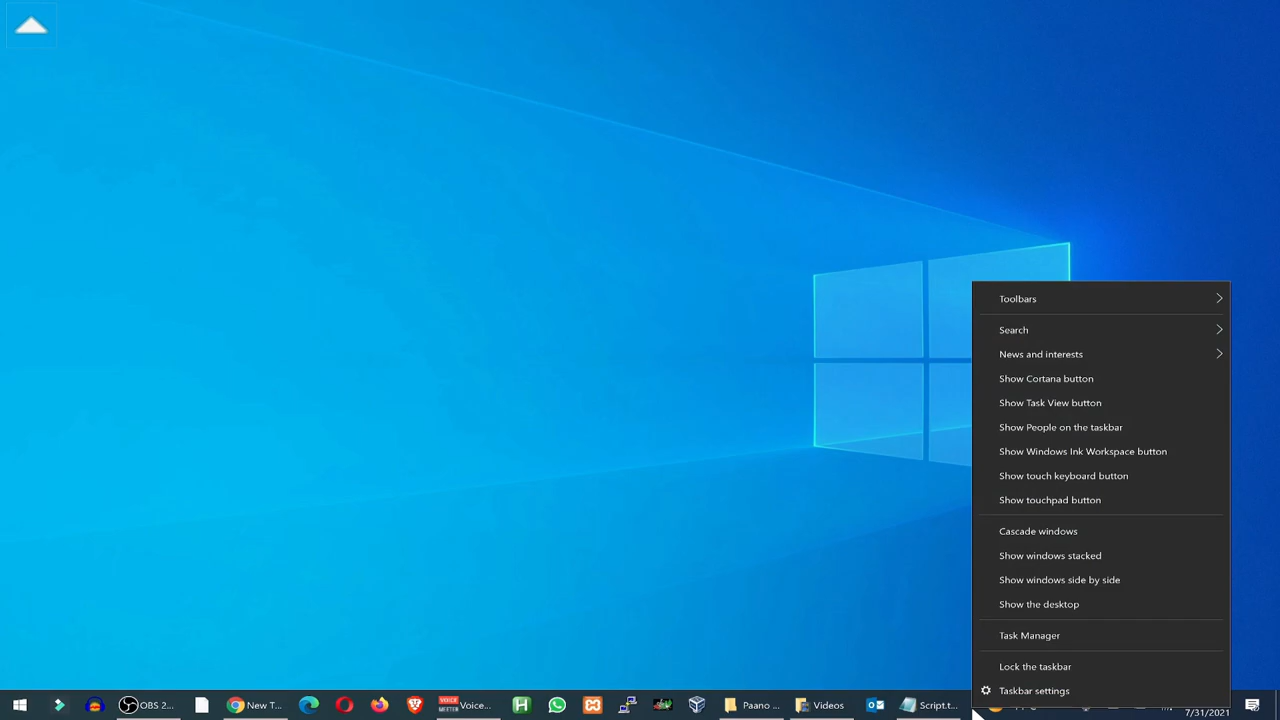 Toolbars
Search
News and interests
Show Cortana button
Show Task View button
Show People on the taskbar
Show Windows Ink Workspace button
Show touch keyboard button
Show touchpad button
Cascade windows
Show windows stacked
Show windows side by side
Show the desktop
Task Manager
Lock the taskbar
Taskbar settings
OBS 2...
New T...
VOICE
MEETER
Voice...
Paano ...
Videos
Script.t...
7/31/2021